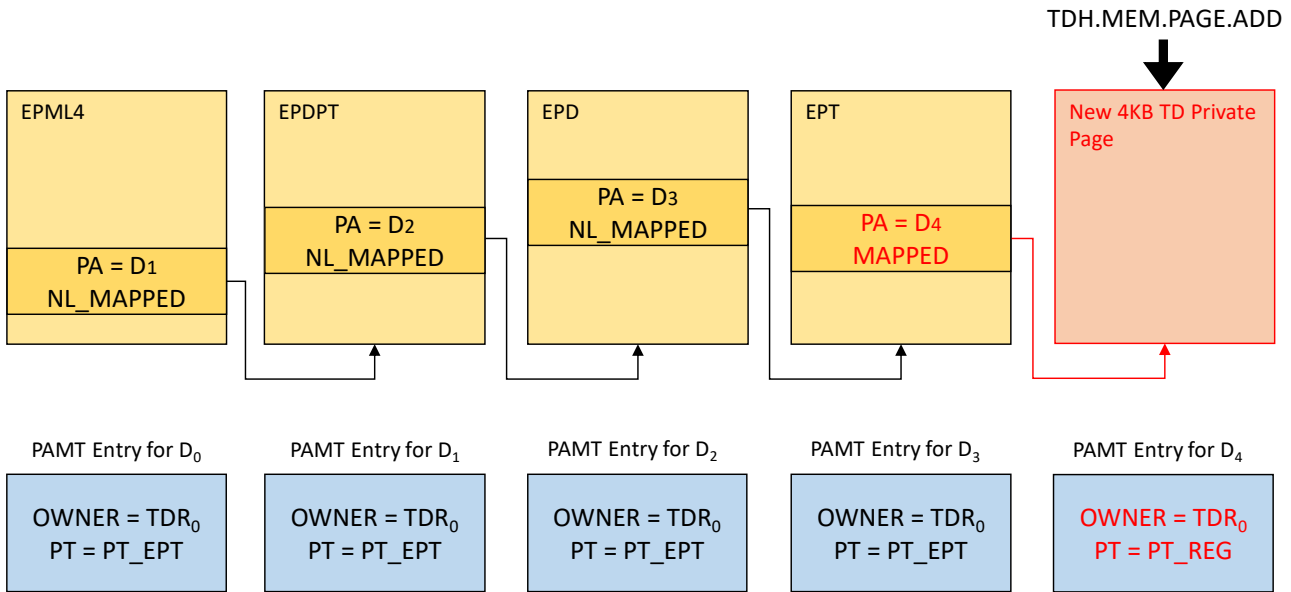 TDH.MEM.PAGE.ADD
EPML4
PA = D1
NL_MAPPED
EPDPT
PA = D2
NL_MAPPED
EPD
PA = D3
NL_MAPPED
EPT
PA = D4
MAPPED
New 4KB TD Private
Page
PAMT Entry for D₀
OWNER = TDR₀
PT = PT_EPT
PAMT Entry for D₁
OWNER = TDR₀
PT = PT_EPT
PAMT Entry for D₂
OWNER = TDR₀
PT = PT_EPT
PAMT Entry for D₃
OWNER = TDR₀
PT = PT_EPT
PAMT Entry for D₄
OWNER = TDR₀
PT = PT_REG